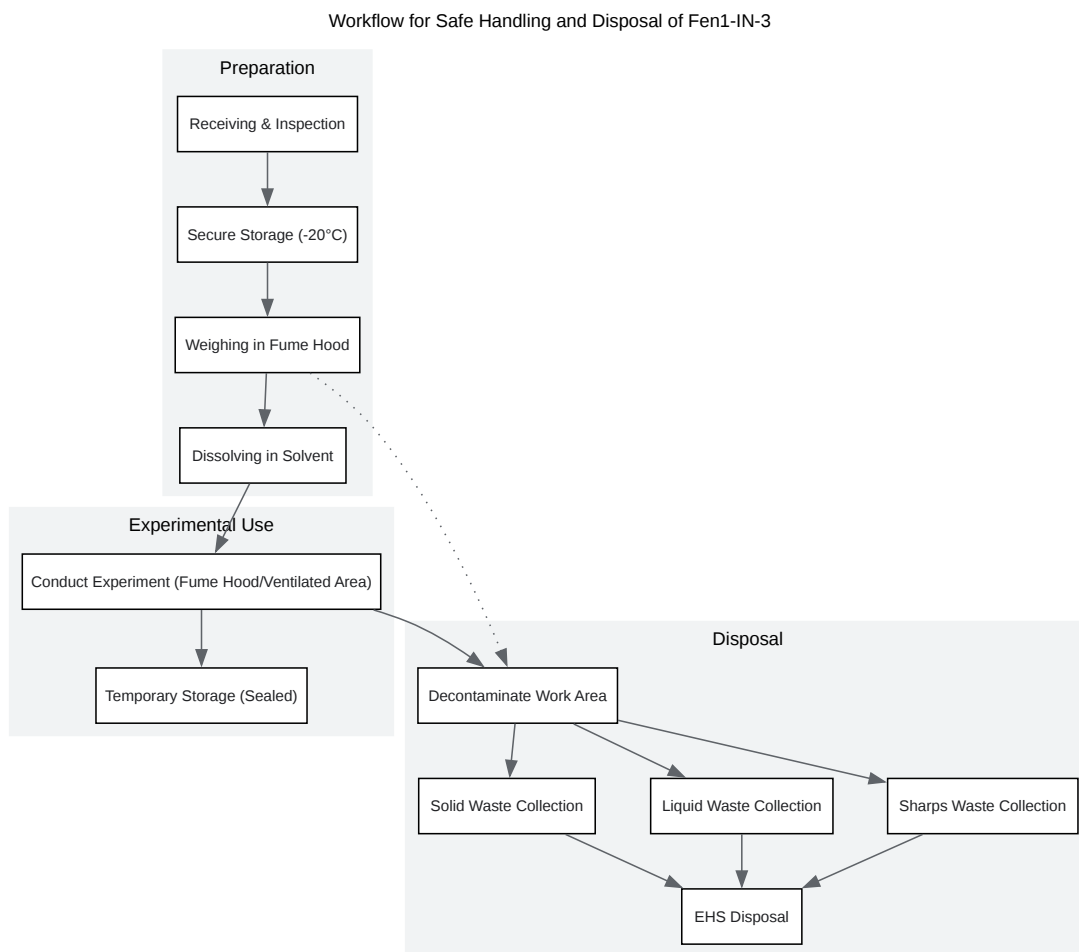 Workflow for Safe Handling and Disposal of Fen1-IN-3
Preparation
Receiving & Inspection
Secure Storage (-20°C)
Weighing in Fume Hood
Dissolving in Solvent
Experimental Use
Conduct Experiment (Fume Hood/Ventilated Area)
Temporary Storage (Sealed)
Disposal
Decontaminate Work Area
Solid Waste Collection
Liquid Waste Collection
Sharps Waste Collection
EHS Disposal